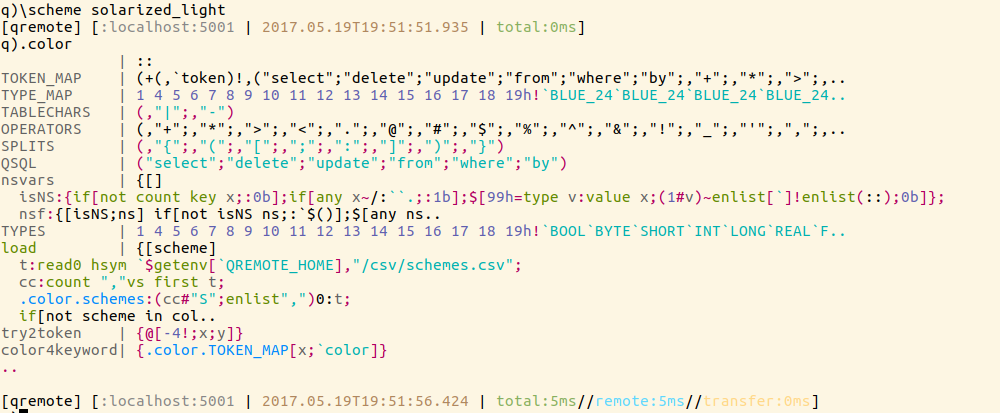 q)\scheme solarized_light
[qremote] [:localhost:5001 | 2017.05.19T19:51:51.935 | total:0ms]
q).color
             | ::
TOKEN_MAP    | (+(,`token)!,("select";"delete";"update";"from";"where";"by";,"+";,"*";,">";,..
TYPE_MAP     | 1 4 5 6 7 8 9 10 11 12 13 14 15 16 17 18 19h!`BLUE_24`BLUE_24`BLUE_24`BLUE_24..
TABLECHARS   | (,"|";,"-")
OPERATORS    | (,"+";,"*";,">";,"<";,".";,"@";,"#";,"$";,"%";,"^";,"&";,"!";,"_";,"'";,",";,..
SPLITS       | (,"{";,"(";,"[";,";";,":";,"]";,")";,"}")
QSQL         | ("select";"delete";"update";"from";"where";"by")
nsvars       | {[]
  isNS:{if[not count key x;:0b];if[any x~/:``.;:1b];$[99h=type v:value x;(1#v)~enlist[`]!enlist(::);0b]};
  nsf:{[isNS;ns] if[not isNS ns;:`$()];$[any ns..
TYPES        | 1 4 5 6 7 8 9 10 11 12 13 14 15 16 17 18 19h!`BOOL`BYTE`SHORT`INT`LONG`REAL`F..
load         | {[scheme]
  t:read0 hsym `$getenv[`QREMOTE_HOME],"/csv/schemes.csv";
  cc:count ","vs first t;
  .color.schemes:(cc#"S";enlist",")0:t;
  if[not scheme in col..
try2token    | {@[-4!;x;y]}
color4keyword| {.color.TOKEN_MAP[x;`color]}
..
[qremote] [:localhost:5001 | 2017.05.19T19:51:56.424 | total:5ms//remote:5ms//transfer:0ms]